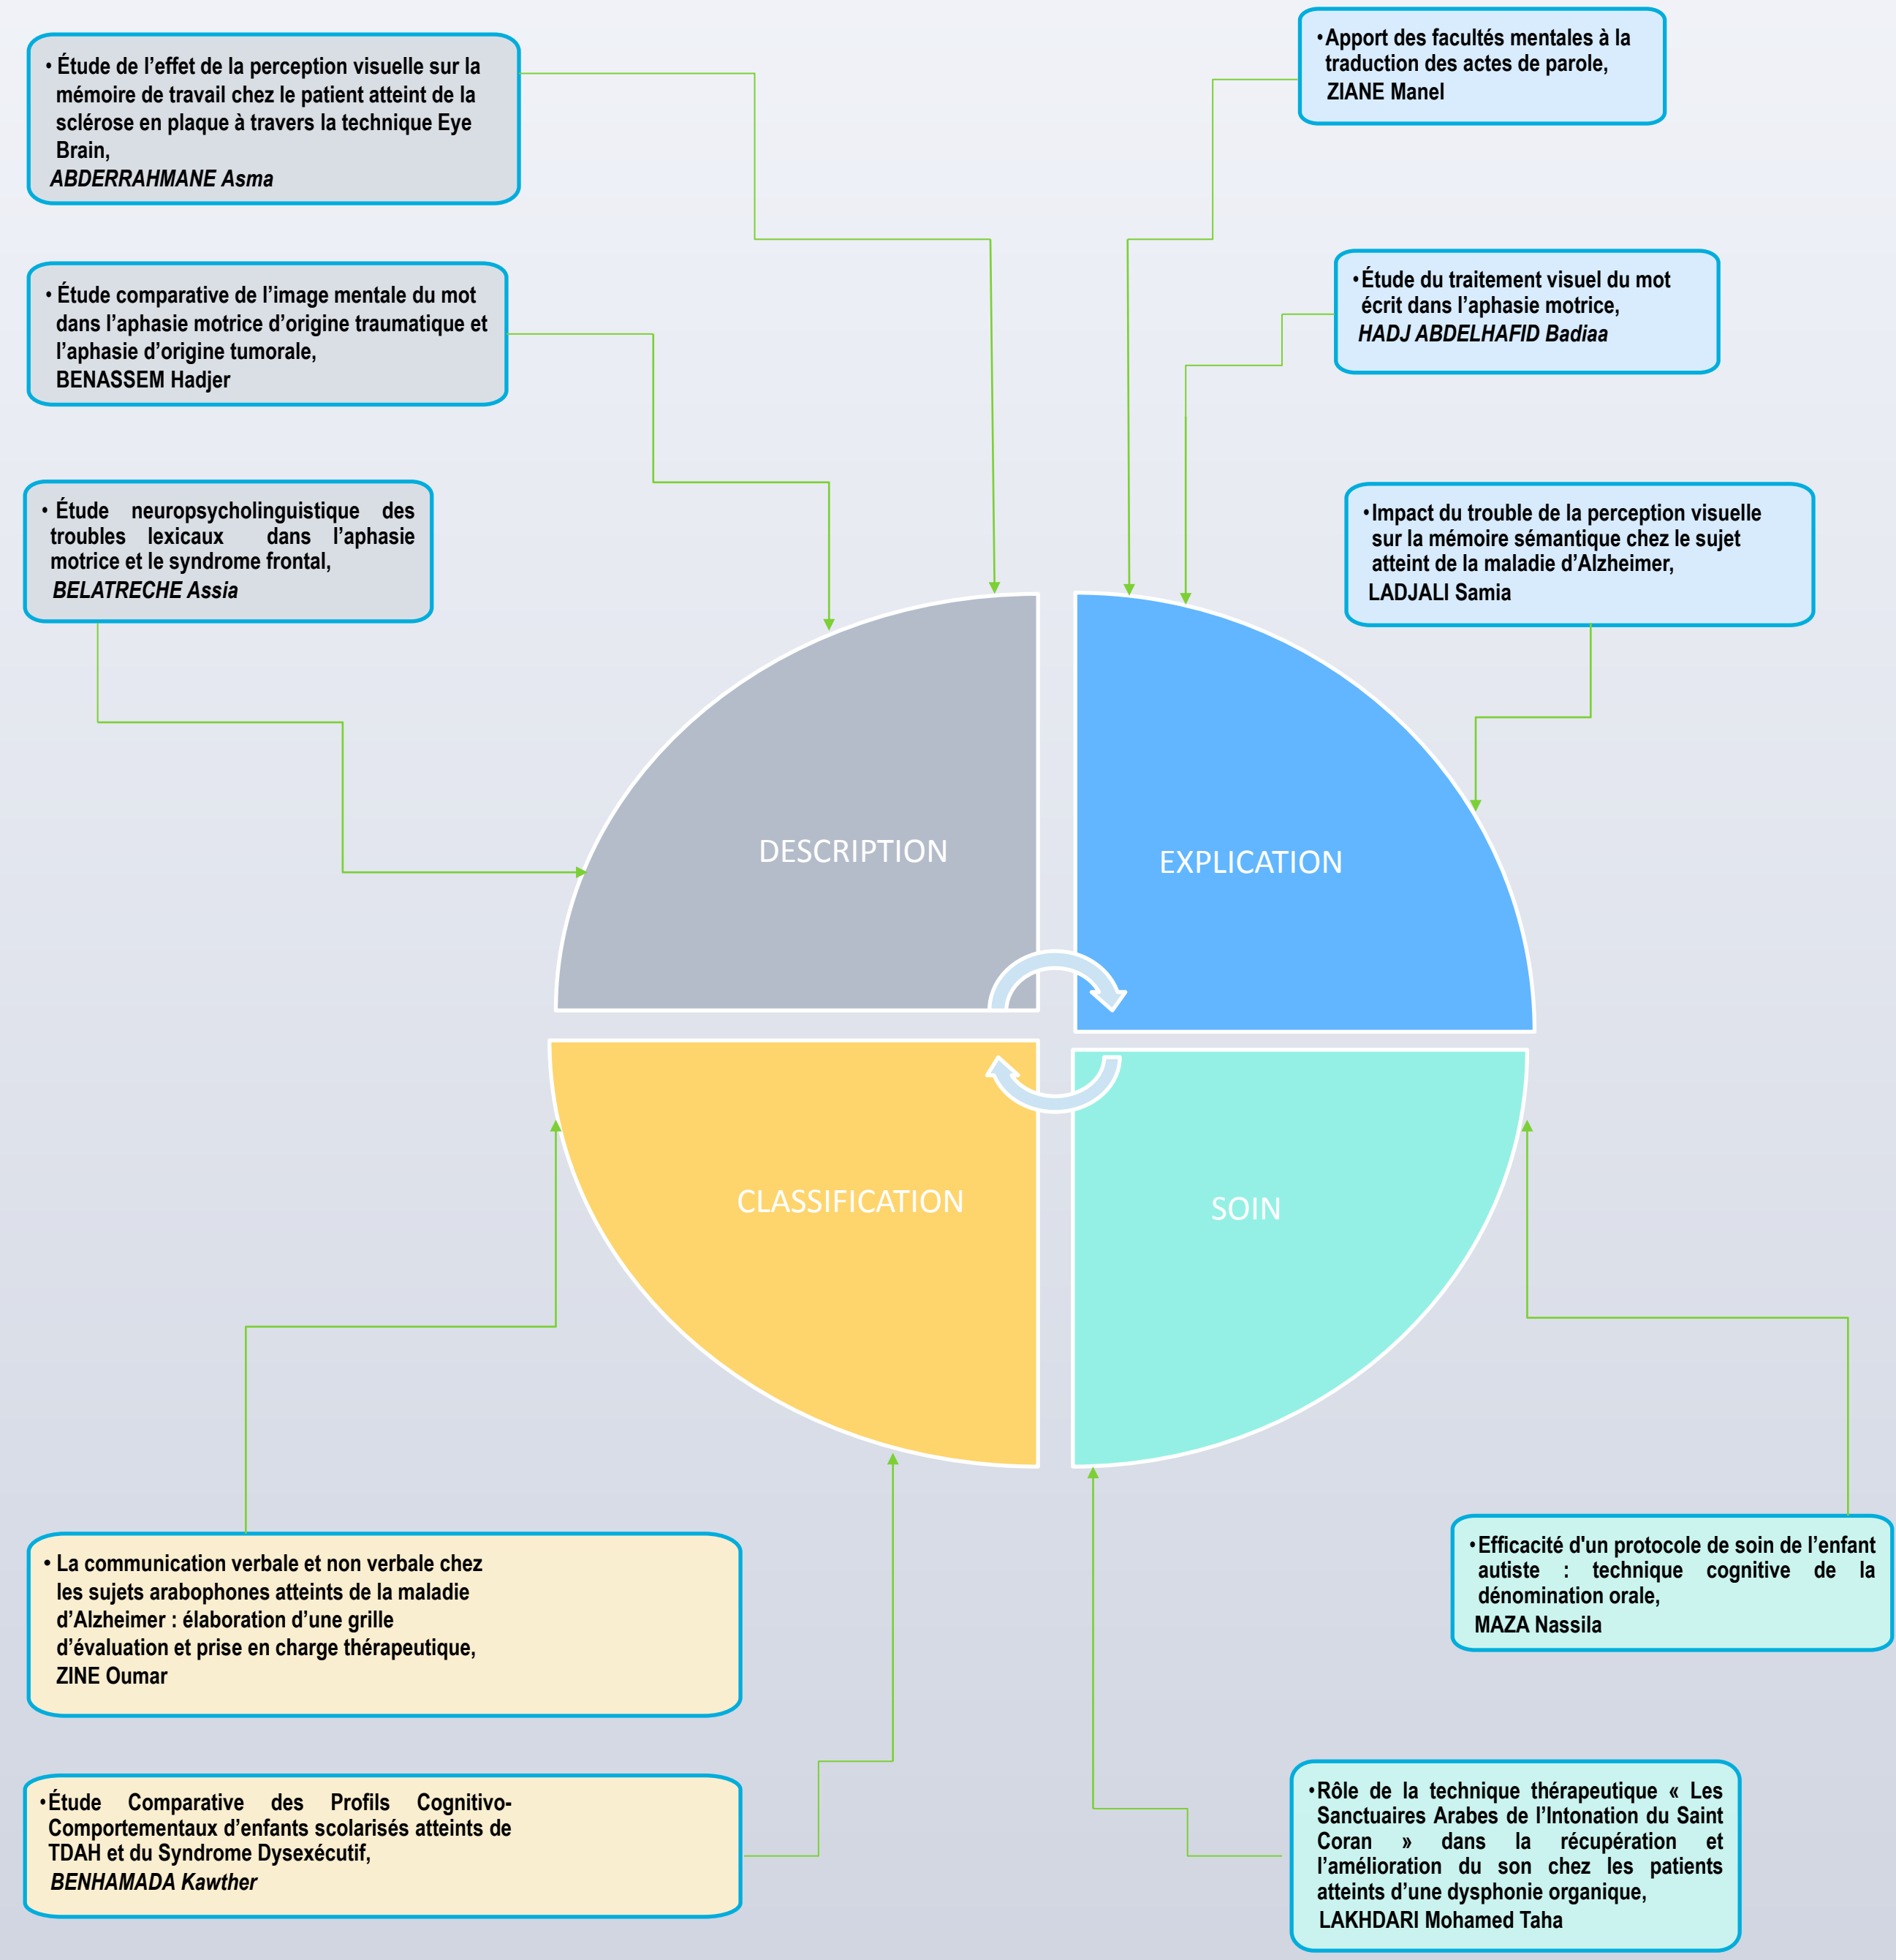 • Étude de l’effet de la perception visuelle sur la
mémoire de travail chez le patient atteint de la
sclérose en plaque à travers la technique Eye
Brain,
ABDERRAHMANE Asma
• Étude comparative de l’image mentale du mot
dans l’aphasie motrice d’origine traumatique et
l’aphasie d’origine tumorale,
BENASSEM Hadjer
• Étude neuropsycholinguistique des
troubles lexicaux dans l’aphasie
motrice et le syndrome frontal,
BELATRECHE Assia
•Apport des facultés mentales à la
traduction des actes de parole,
ZIANE Manel
•Étude du traitement visuel du mot
écrit dans l’aphasie motrice,
HADJ ABDELHAFID Badiaa
•Impact du trouble de la perception visuelle
sur la mémoire sémantique chez le sujet
atteint de la maladie d’Alzheimer,
LADJALI Samia
DESCRIPTION
EXPLICATION
CLASSIFICATION
SOIN
• La communication verbale et non verbale chez
les sujets arabophones atteints de la maladie
d’Alzheimer : élaboration d’une grille
d’évaluation et prise en charge thérapeutique,
ZINE Oumar
•Étude Comparative des Profils Cognitivo-
Comportementaux d’enfants scolarisés atteints de
TDAH et du Syndrome Dysexécutif,
BENHAMADA Kawther
•Efficacité d'un protocole de soin de l’enfant
autiste : technique cognitive de la
dénomination orale,
MAZA Nassila
•Rôle de la technique thérapeutique « Les
Sanctuaires Arabes de l’Intonation du Saint
Coran » dans la récupération et
l’amélioration du son chez les patients
atteints d’une dysphonie organique,
LAKHDARI Mohamed Taha